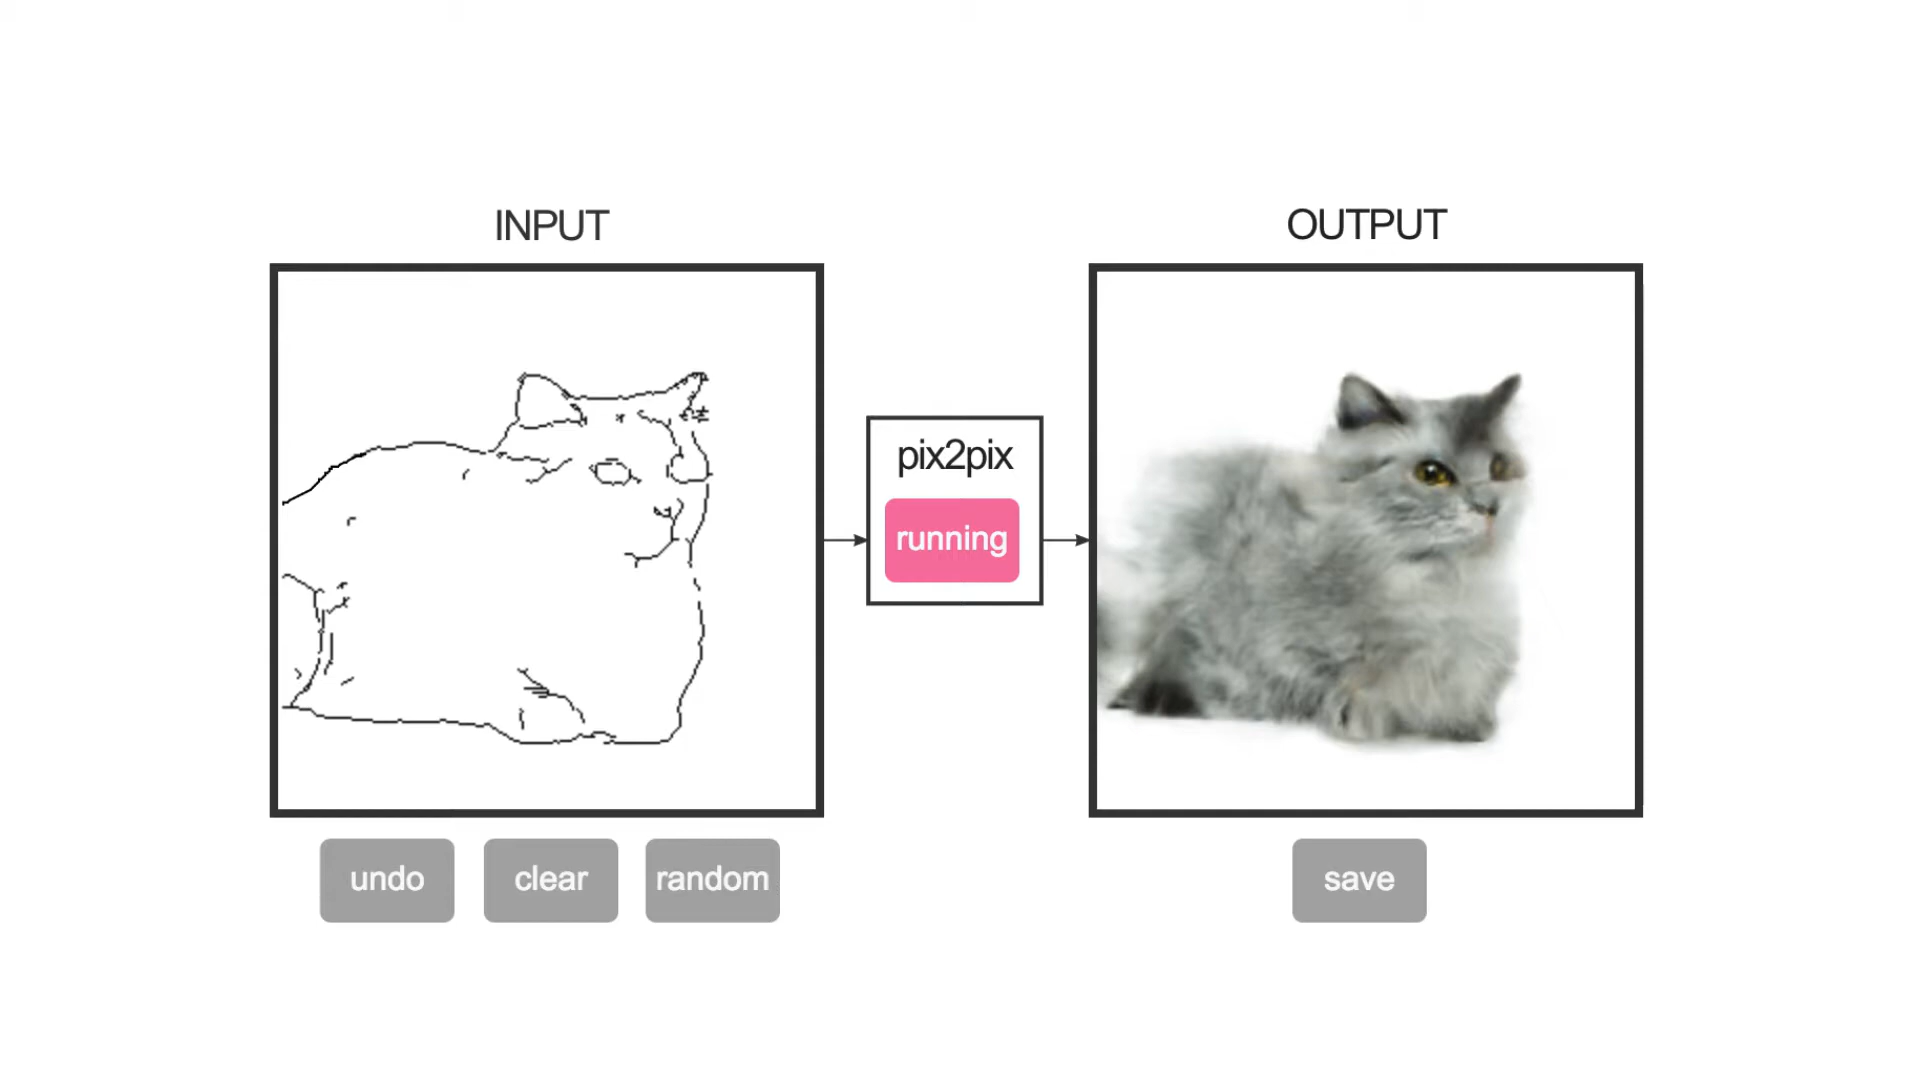 INPUT
OUTPUT
pix2pix
running
undo
clear
random
save